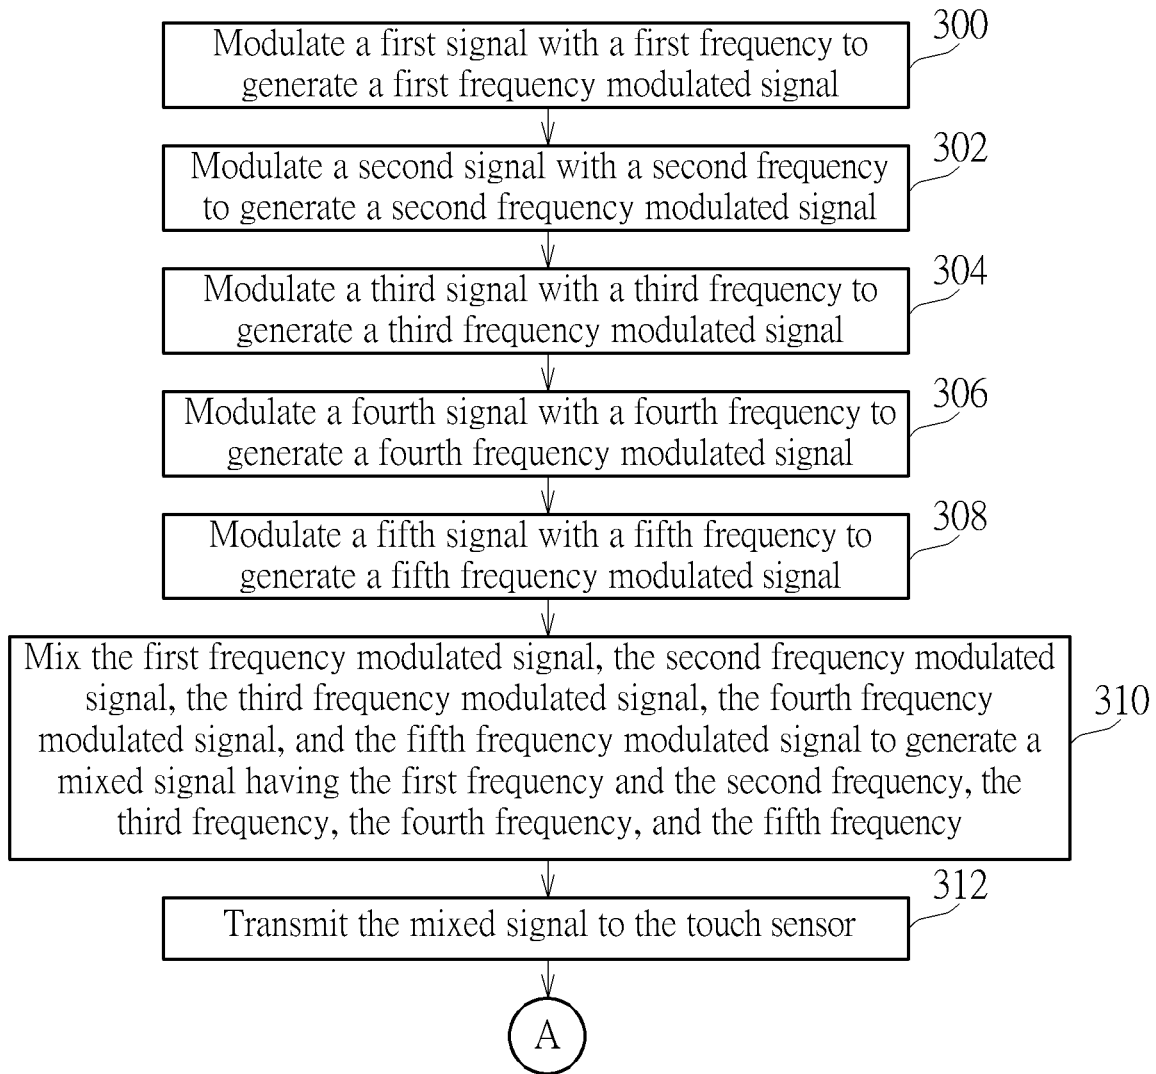 300
Modulate a first signal with a first frequency to
generate a first frequency modulated signal
302
Modulate a second signal with a second frequency
to generate a second frequency modulated signal
304
Modulate a third signal with a third frequency to
generate a third frequency modulated signal
306
Modulate a fourth signal with a fourth frequency to
generate a fourth frequency modulated signal
308
Modulate a fifth signal with a fifth frequency to
generate a fifth frequency modulated signal
Mix the first frequency modulated signal, the second frequency modulated
signal, the third frequency modulated signal, the fourth frequency
modulated signal, and the fifth frequency modulated signal to generate a
mixed signal having the first frequency and the second frequency, the
third frequency, the fourth frequency, and the fifth frequency
310
312
Transmit the mixed signal to the touch sensor
A